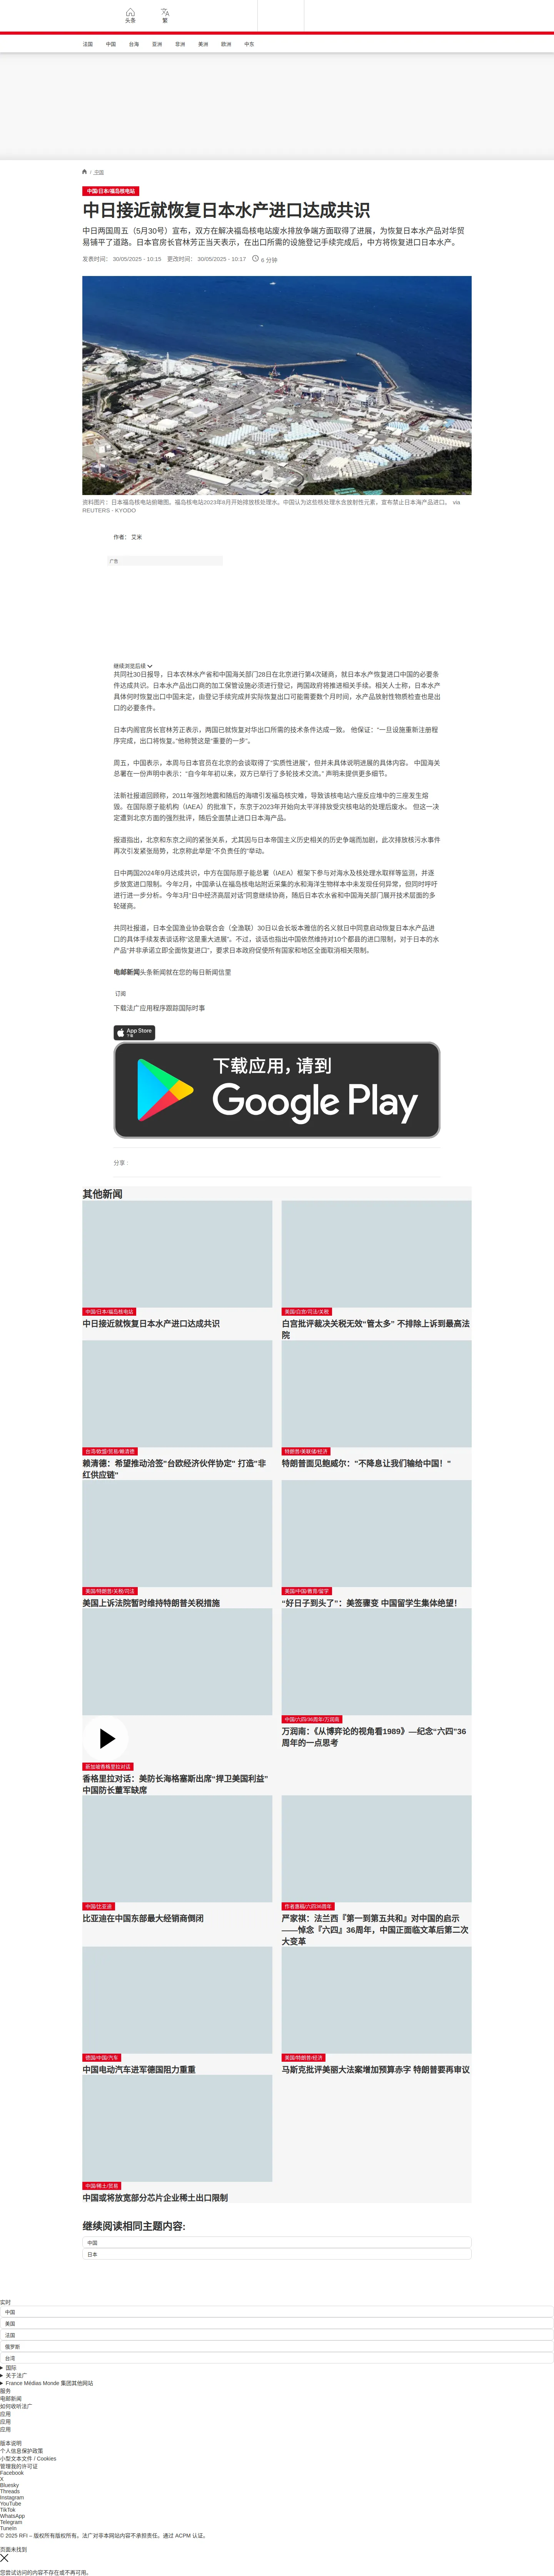 头条
繁
法国 中国 台海 亚洲 非洲 美洲 欧洲 中东
/ 中国
中国/日本/福岛核电站
中日接近就恢复日本水产进口达成共识
中日两国周五（5月30号）宣布，双方在解决福岛核电站废水排放争端方面取得了进展，为恢复日本水产品对华贸
易铺平了道路。日本官房长官林芳正当天表示，在出口所需的设施登记手续完成后，中方将恢复进口日本水产。
发表时间： 30/05/2025 - 10:15 更改时间： 30/05/2025 - 10:17 6 分钟
资料图片：日本福岛核电站俯瞰图。福岛核电站2023年8月开始排放核处理水。中国认为这些核处理水含放射性元素，宣布禁止日本海产品进口。 via
REUTERS - KYODO
作者： 艾米
广告
继续浏览后续
共同社30日报导，日本农林水产省和中国海关部门28日在北京进行第4次磋商，就日本水产恢复进口中国的必要条
件达成共识。日本水产品出口商的加工保管设施必须进行登记，两国政府将推进相关手续。相关人士称，日本水产
具体何时恢复出口中国未定，由登记手续完成并实际恢复出口可能需要数个月时间，水产品放射性物质检查也是出
口的必要条件。
日本内阁官房长官林芳正表示，两国已就恢复对华出口所需的技术条件达成一致。 他保证：“一旦设施重新注册程
序完成，出口将恢复。”他称赞这是“重要的一步”。
周五，中国表示，本周与日本官员在北京的会谈取得了“实质性进展”，但并未具体说明进展的具体内容。 中国海关
总署在一份声明中表示：“自今年年初以来，双方已举行了多轮技术交流。” 声明未提供更多细节。
法新社报道回顾称，2011年强烈地震和随后的海啸引发福岛核灾难，导致该核电站六座反应堆中的三座发生熔
毁。在国际原子能机构（IAEA）的批准下，东京于2023年开始向太平洋排放受灾核电站的处理后废水。 但这一决
定遭到北京方面的强烈批评，随后全面禁止进口日本海产品。
报道指出，北京和东京之间的紧张关系，尤其因与日本帝国主义历史相关的历史争端而加剧，此次排放核污水事件
再次引发紧张局势，北京称此举是“不负责任的”举动。
日中两国2024年9月达成共识，中方在国际原子能总署（IAEA）框架下参与对海水及核处理水取样等监测，并逐
步放宽进口限制。今年2月，中国承认在福岛核电站附近采集的水和海洋生物样本中未发现任何异常，但同时呼吁
进行进一步分析。今年3月“日中经济高层对话”同意继续协商，随后日本农水省和中国海关部门展开技术层面的多
轮磋商。
共同社报道，日本全国渔业协会联合会（全渔联）30日以会长坂本雅信的名义就日中同意启动恢复日本水产品进
口的具体手续发表谈话称“这是重大进展”。不过，该话也指出中国依然维持对10个都县的进口限制，对于日本的水
产品“并非承诺立即全面恢复进口”，要求日本政府促使所有国家和地区全面取消相关限制。
电邮新闻头条新闻就在您的每日新闻信里
订阅
下载法广应用程序跟踪国际时事
App Store
下载
下载应用，请到
Google Play
分享 :
其他新闻
中国/日本/福岛核电站
中日接近就恢复日本水产进口达成共识
美国/白宫/司法/关税
白宫批评裁决关税无效“管太多” 不排除上诉到最高法
院
台湾/欧盟/贸易/赖清德
赖清德：希望推动洽签“台欧经济伙伴协定” 打造“非
红供应链”
特朗普/美联储/经济
特朗普面见鲍威尔：“不降息让我们输给中国！”
美国/特朗普/关税/司法
美国上诉法院暂时维持特朗普关税措施
美国/中国/教育/留学
“好日子到头了”：美签骤变 中国留学生集体绝望！
新加坡香格里拉对话
香格里拉对话：美防长海格塞斯出席“捍卫美国利益”
中国防长董军缺席
中国/六四/36周年/万润南
万润南：《从博弈论的视角看1989》—纪念“六四”36
周年的一点思考
中国/比亚迪
比亚迪在中国东部最大经销商倒闭
作者惠稿/六四36周年
严家祺：法兰西『第一到第五共和』对中国的启示
——悼念『六四』36周年，中国正面临文革后第二次
大变革
德国/中国/汽车
中国电动汽车进军德国阻力重重
美国/特朗普/经济
马斯克批评美丽大法案增加预算赤字 特朗普要再审议
中国/稀土/贸易
中国或将放宽部分芯片企业稀土出口限制
继续阅读相同主题内容:
中国
日本
实时
中国
美国
法国
俄罗斯
台湾
国际
关于法广
France Médias Monde 集团其他网站
服务
电邮新闻
如何收听法广
应用
应用
应用
版本说明
个人信息保护政策
小型文本文件 / Cookies
管理我的许可证
Facebook
X
Bluesky
Threads
Instagram
YouTube
TikTok
WhatsApp
Telegram
TuneIn
© 2025 RFI – 版权所有版权所有。法广对非本网站内容不承担责任。通过 ACPM 认证。
页面未找到
您尝试访问的内容不存在或不再可用。